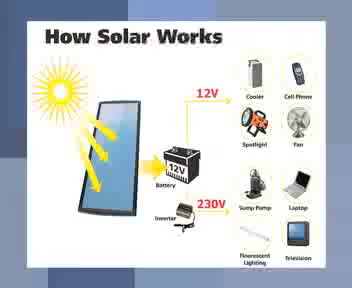 How Solar Works
12V
Cooler
Cell Phone
Spotlight
Fan
12V
Battery
Inverter
230V
Sump Pump
Laptop
Fluorescent
Lighting
Television